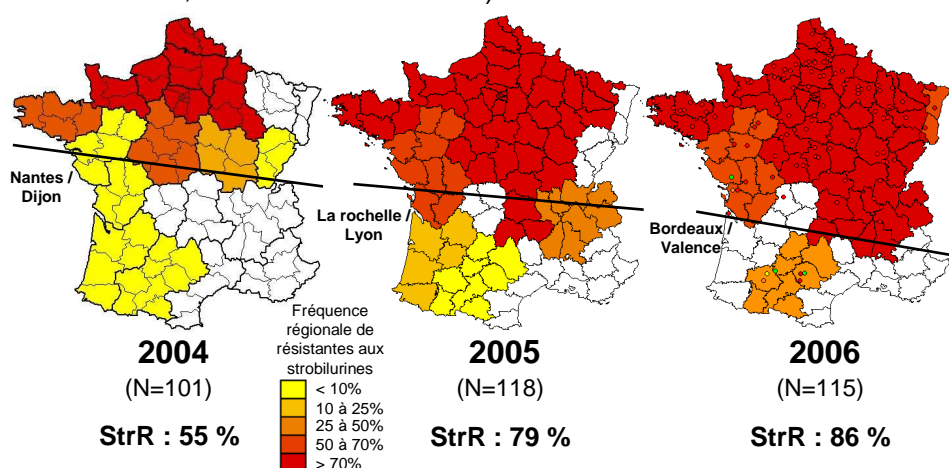 Nantes /
Dijon
La rochelle /
Lyon
Bordeaux /
Valence
2004
(N=101)
StrR : 55 %
Fréquence
régionale de
résistantes aux
strobilurines
< 10%
10 à 25%
25 à 50%
50 à 70%
> 70%
2005
(N=118)
StrR : 79 %
2006
(N=115)
StrR : 86 %